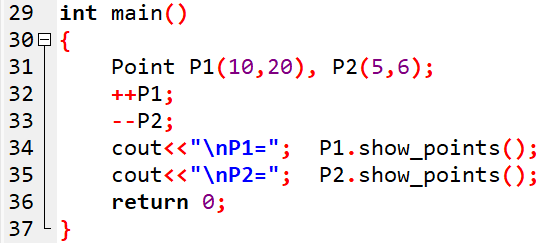 29 int main()
30 {
31 Point P1(10,20), P2(5,6);
32 ++P1;
33 --P2;
34 cout<<"\nP1="; P1.show_points();
35 cout<<"\nP2="; P2.show_points();
36 return 0;
37 }